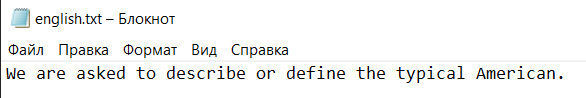 english.txt – Блокнот
Файл Правка Формат Вид Справка
We are asked to describe or define the typical American.